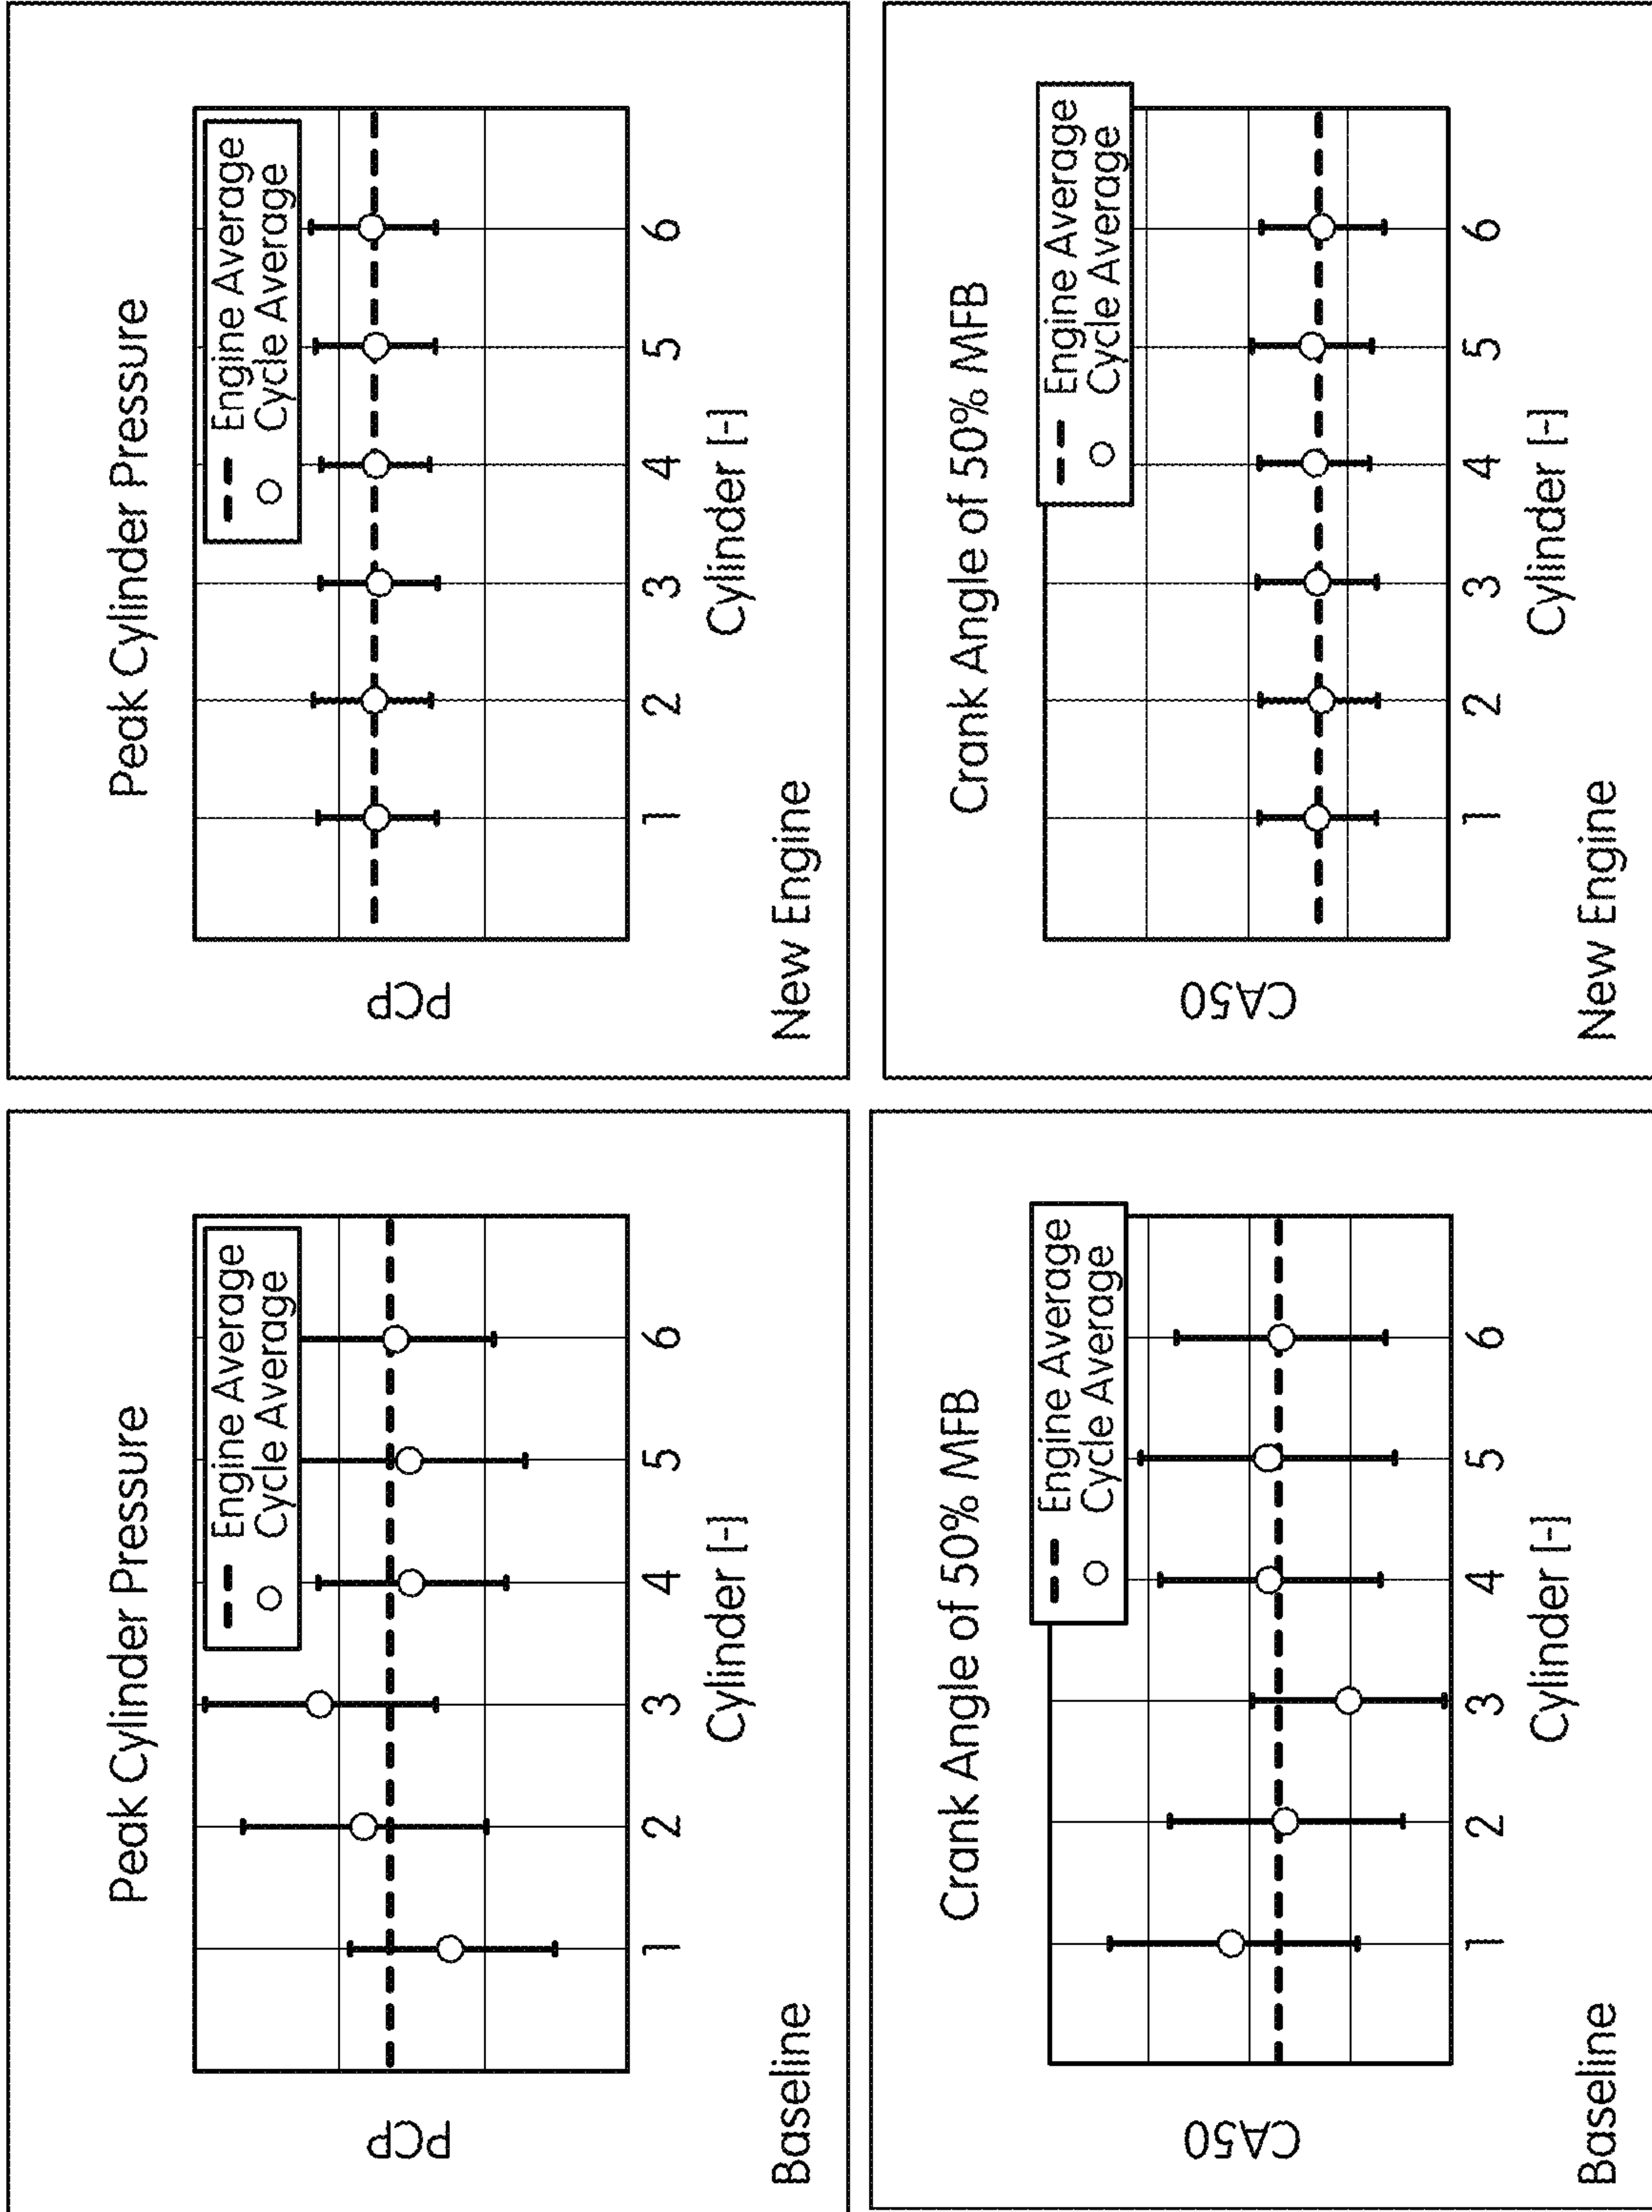 Peak Cylinder Pressure
Engine Average
Cycle Average
PCP
1 2 3 4 5 6
Cylinder [-]
Baseline
Peak Cylinder Pressure
Engine Average
Cycle Average
PCP
1 2 3 4 5 6
Cylinder [-]
New Engine
Crank Angle of 50% MFB
Engine Average
Cycle Average
CA50
1 2 3 4 5 6
Cylinder [-]
Baseline
Crank Angle of 50% MFB
Engine Average
Cycle Average
CA50
1 2 3 4 5 6
Cylinder [-]
New Engine